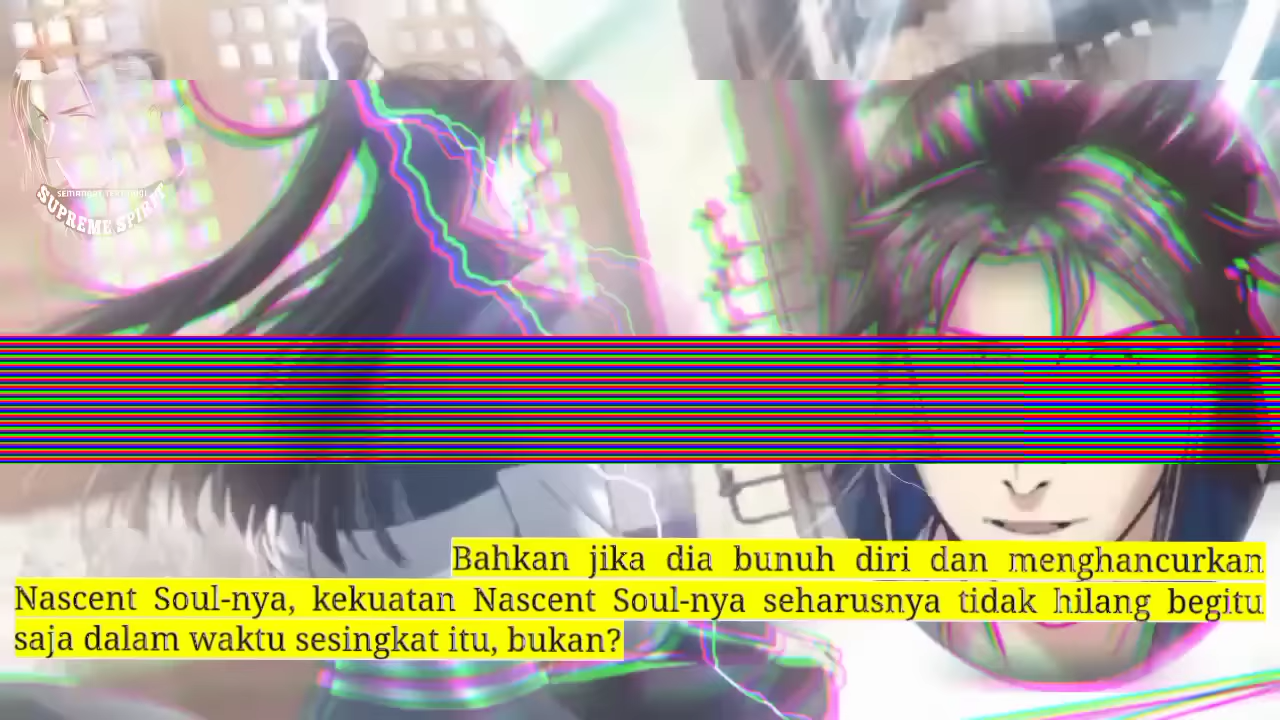 SUPREME SPIRIT
Bahkan jika dia bunuh diri dan menghancurkan
Nascent Soul-nya, kekuatan Nascent Soul-nya seharusnya tidak hilang begitu
saja dalam waktu sesingkat itu, bukan?